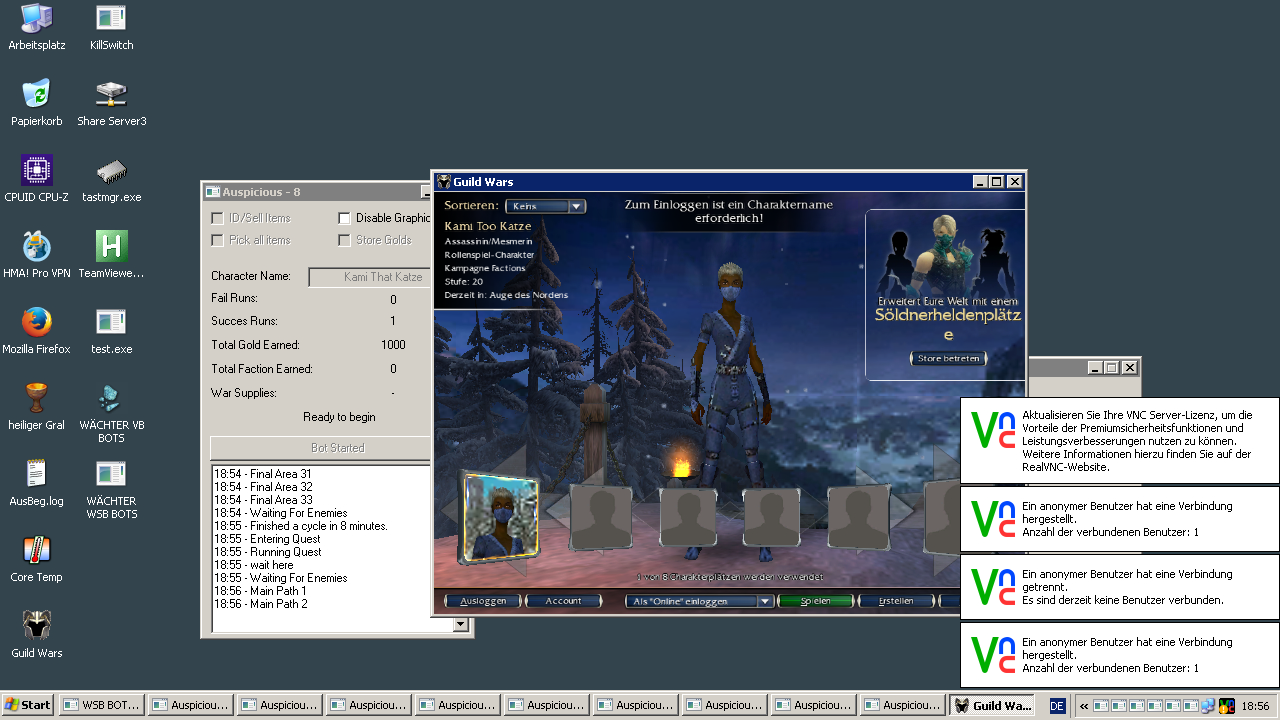 Arbeitsplatz
KillSwitch
Papierkorb
Share Server3
CPUID CPU-Z
tastmgr.exe
HMA! Pro VPN
TeamViewe...
Mozilla Firefox
test.exe
heiliger Gral
WÄCHTER VB
BOTS
AusBeg.log
WÄCHTER
WSB BOTS
Core Temp
Guild Wars
Auspicious - 8
ID/Sell Items
Disable Graphic
Pick all items
Store Golds
Character Name:
Kami That Katze
Fail Runs:
0
Succes Runs:
1
Total Gold Earned:
1000
Total Faction Earned:
0
War Supplies:
-
Ready to begin
Bot Started
18:54 - Final Area 31
18:54 - Final Area 32
18:54 - Final Area 33
18:54 - Waiting For Enemies
18:55 - Finished a cycle in 8 minutes.
18:55 - Entering Quest
18:55 - Running Quest
18:55 - wait here
18:55 - Waiting For Enemies
18:56 - Main Path 1
18:56 - Main Path 2
Guild Wars
Sortieren:
Keins
Zum Einloggen ist ein Charaktername
erforderlich!
Kami Too Katze
Assassinin/Mesmerin
Rollenspiel-Charakter
Kampagne Factions
Stufe: 20
Derzeit in: Auge des Nordens
Erweitert Eure Welt mit einem
Söldnerheldenplätz
e
Store betreten
1 von 8 Charakterplätzen werden verwendet
Ausloggen
Account
Als "Online" einloggen
Spielen
Erstellen
Aktualisieren Sie Ihre VNC Server-Lizenz, um die
Vorteile der Premiumsicherheitsfunktionen und
Leistungsverbesserungen nutzen zu können.
Weitere Informationen hierzu finden Sie auf der
RealVNC-Website.
Ein anonymer Benutzer hat eine Verbindung
hergestellt.
Anzahl der verbundenen Benutzer: 1
Ein anonymer Benutzer hat eine Verbindung
getrennt.
Es sind derzeit keine Benutzer verbunden.
Ein anonymer Benutzer hat eine Verbindung
hergestellt.
Anzahl der verbundenen Benutzer: 1
Start
WSB BOT...
Auspiciou...
Auspiciou...
Auspiciou...
Auspiciou...
Auspiciou...
Auspiciou...
Auspiciou...
Auspiciou...
Auspiciou...
Guild Wa...
DE
18:56